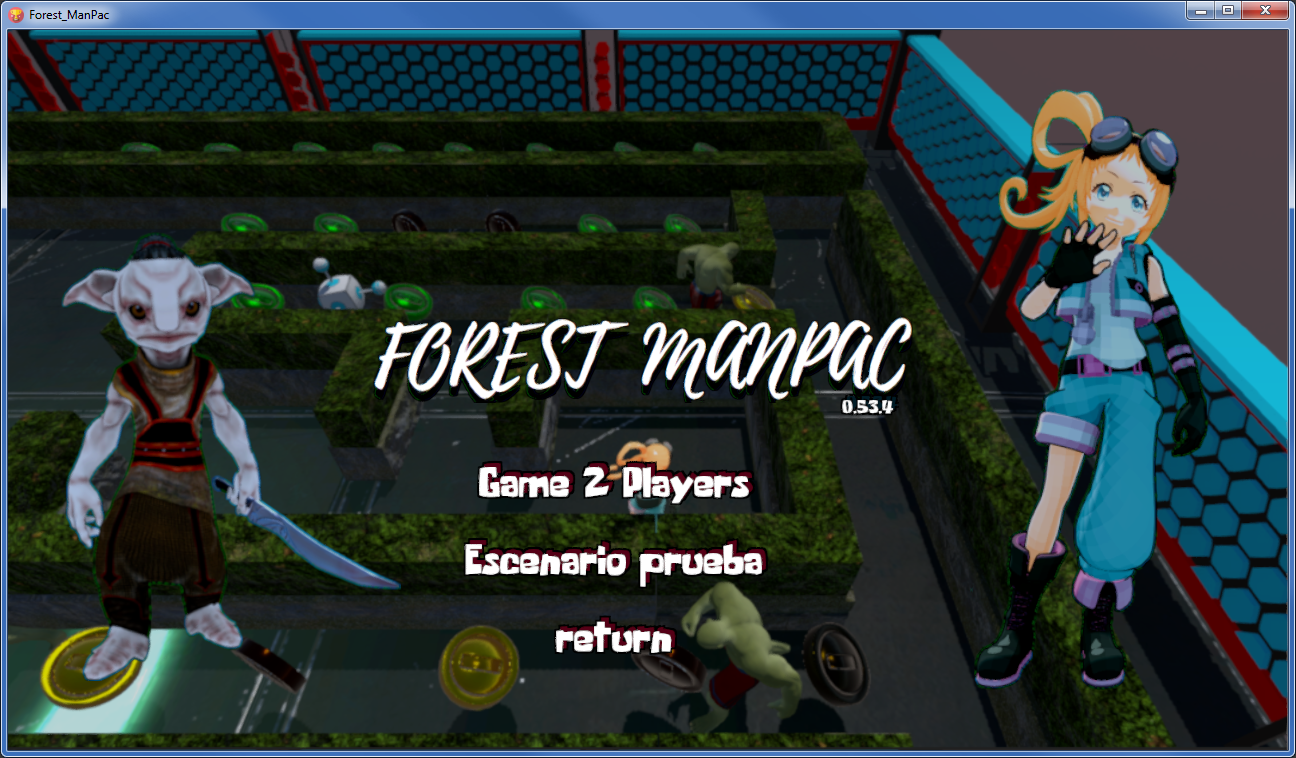 Forest_ManPac
FOREST MANPAC
0.53.4
Game 2 Players
Escenario prueba
return